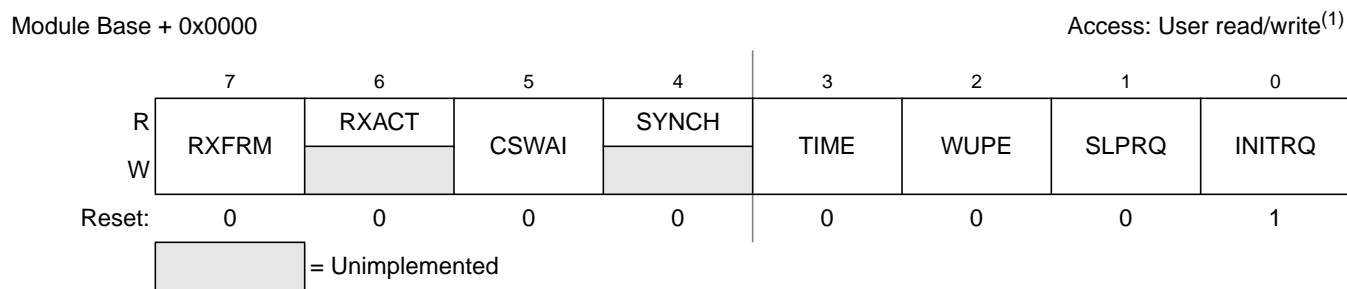 Module Base + 0x0000 Access: User read/write(1)
7 6 5 4 3 2 1 0
R RXFRM RXACT CSWAI SYNCH TIME WUPE SLPRQ INITRQ
W
Reset: 0 0 0 0 0 0 0 1
= Unimplemented